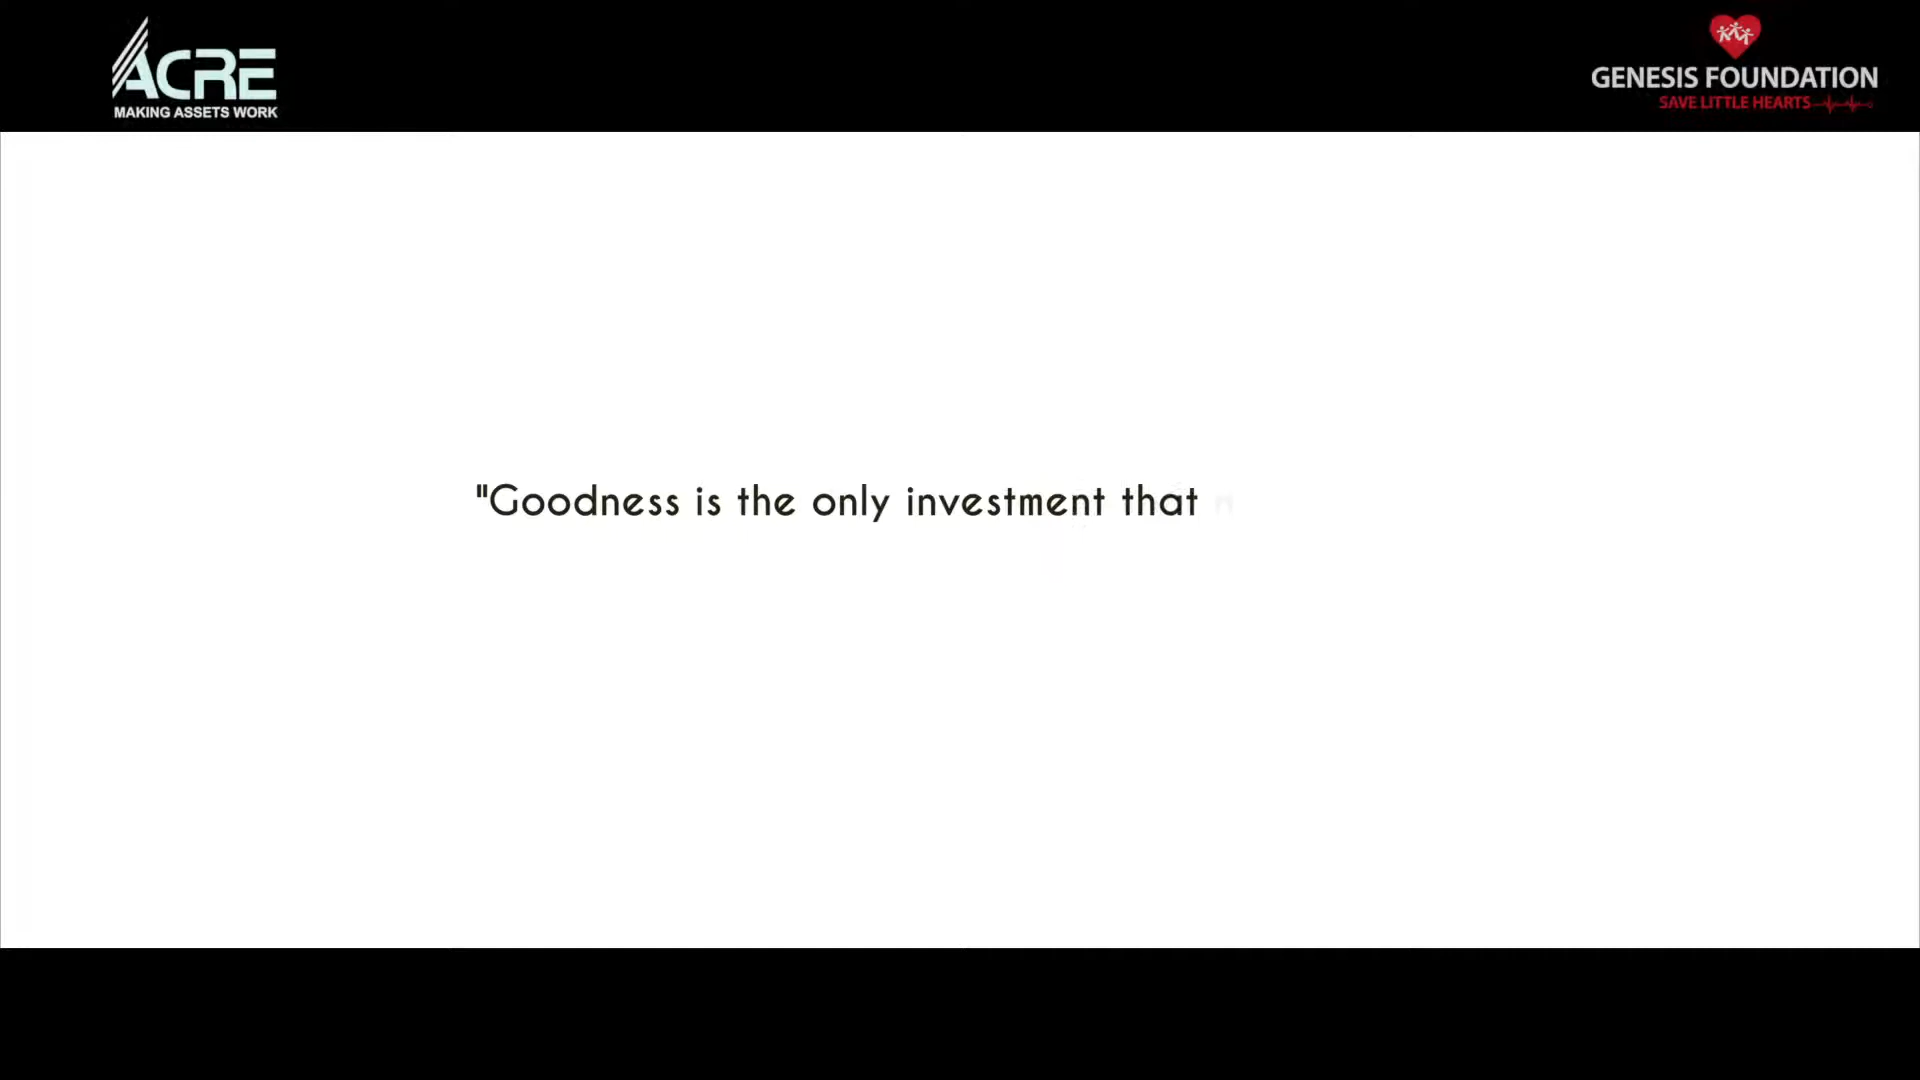 ACRE
MAKING ASSETS WORK
GENESIS FOUNDATION
SAVE LITTLE HEARTS
"Goodness is the only investment that n